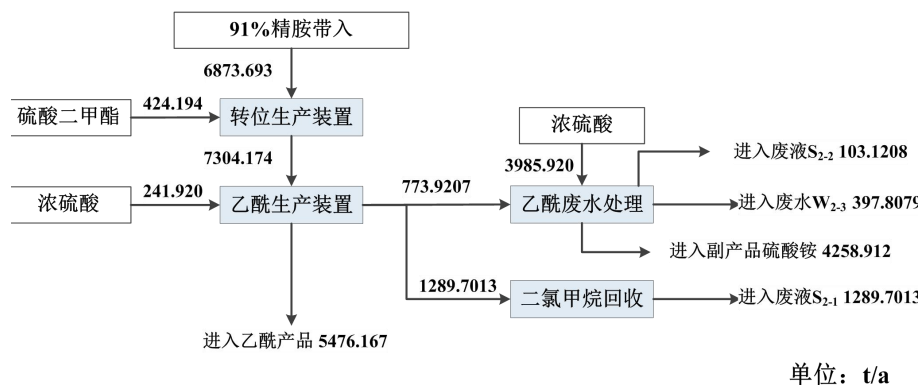 91%精胺带入
6873.693
硫酸二甲酯
424.194
转位生产装置
浓硫酸
7304.174
3985.920
进入废液S2-2 103.1208
浓硫酸
241.920
乙酰生产装置
773.9207
乙酰废水处理
进入废水W2-3 397.8079
进入副产品硫酸铵 4258.912
1289.7013
二氯甲烷回收
进入废液S2-1 1289.7013
进入乙酰产品 5476.167
单位：t/a